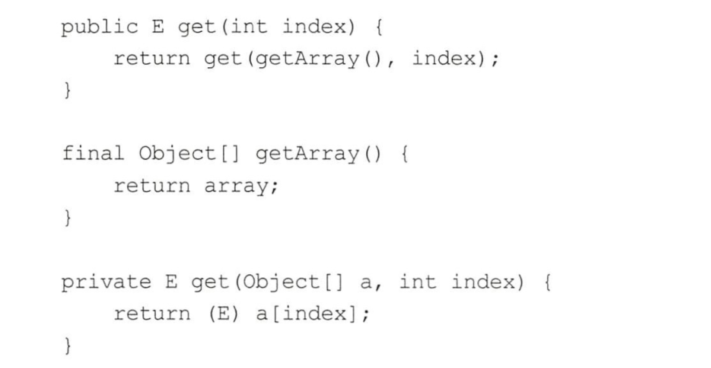 public E get(int index) {
    return get(getArray(), index);
}

final Object[] getArray() {
    return array;
}

private E get(Object[] a, int index) {
    return (E) a[index];
}